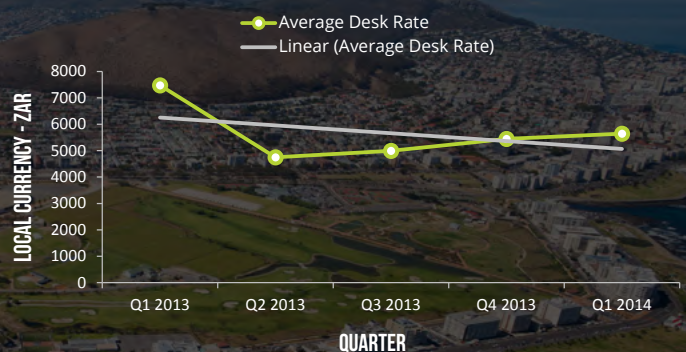 Average Desk Rate
Linear (Average Desk Rate)
LOCAL CURRENCY - ZAR
8000
7000
6000
5000
4000
3000
2000
1000
0
Q1 2013 Q2 2013 Q3 2013 Q4 2013 Q1 2014
QUARTER